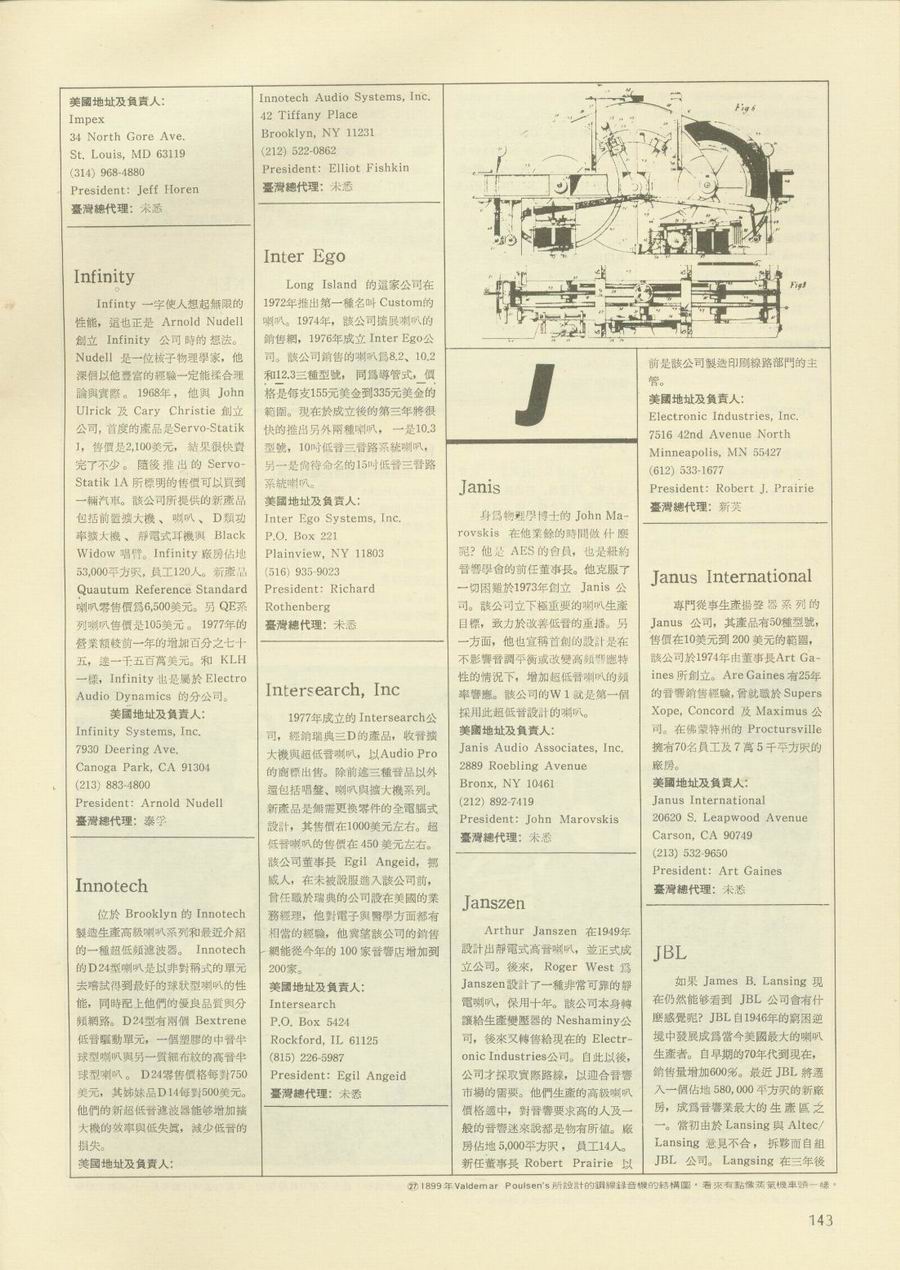 美國地址及負責人：
Impex
34 North Gore Ave.
St. Louis, MD 63119
(314) 968-4880
President: Jeff Horen
臺灣總代理：未悉
Infinity
Infinty 一字使人想起無限的
性能，這也正是 Arnold Nudell
創立 Infinity 公司時的想法。
Nudell 是一位核子物理學家，他
深信以他豐富的經驗一定能揉合理
論與實際。1968年，他與 John
Ulrick 及 Cary Christie 創立
公司，首度的產品是Servo-Statik
1，售價是2,100美元，結果很快賣
完了不少。隨後推出的 Servo-
Statik 1A 所標明的售價可以買到
一輛汽車。該公司所提供的新產品
包括前置擴大機、喇叭、D類功
率擴大機、靜電式耳機與 Black
Widow 唱臂。Infinity 廠房佔地
53,000平方呎，員工120人。新產品
Quautum Reference Standard
喇叭零售價爲6,500美元。另 QE系
列喇叭售價是105美元。1977年的
營業額較前一年的增加百分之七十
五，達一千五百萬美元。和 KLH
一樣，Infinity 也是屬於 Electro
Audio Dynamics 的分公司。
美國地址及負責人：
Infinity Systems, Inc.
7930 Deering Ave.
Canoga Park, CA 91304
(213) 883-4800
President: Arnold Nudell
臺灣總代理：泰孚
Innotech
位於 Brooklyn 的 Innotech
製造生產高級喇叭系列和最近介紹
的一種超低頻濾波器。Innotech
的D24型喇叭是以非對稱式的單元
去嚐試得到最好的球狀型喇叭的性
能，同時配上他們的優良品質與分
頻網路。D24型有兩個 Bextrene
低音驅動單元，一個塑膠的中音半
球型喇叭與另一質細布紋的高音半
球型喇叭。D24零售價格每對750
美元，其姊妹品D14每對500美元。
他們的新超低音濾波器能够增加擴
大機的效率與低失眞，減少低音的
損失。
美國地址及負責人：
Innotech Audio Systems, Inc.
42 Tiffany Place
Brooklyn, NY 11231
(212) 522-0862
President: Elliot Fishkin
臺灣總代理：未悉
Inter Ego
Long Island 的這家公司在
1972年推出第一種名叫 Custom的
喇叭。1974年，該公司擴展喇叭的
銷售網，1976年成立 Inter Ego公
司。該公司銷售的喇叭爲8.2、10.2
和12.3三種型號，同爲導管式，價
格是每支155元美金到335元美金的
範圍。現在於成立後的第三年將很
快的推出另外兩種喇叭，一是10.3
型號，10吋低音三音路系統喇叭，
另一是尙待命名的15吋低音三音路
系統喇叭。
美國地址及負責人：
Inter Ego Systems, Inc.
P.O. Box 221
Plainview, NY 11803
(516) 935-9023
President: Richard
Rothenberg
臺灣總代理：未悉
Intersearch, Inc
1977年成立的 Intersearch公
司，經銷瑞典三D的產品，收音擴
大機與超低音喇叭，以Audio Pro
的商標出售。除前述三種音品以外
還包括唱盤、喇叭與擴大機系列。
新產品是無需更換零件的全電腦式
設計，其售價在1000美元左右。超
低音喇叭的售價在 450 美元左右。
該公司董事長 Egil Angeid，挪
威人，在未被說服進入該公司前，
曾任職於瑞典的公司設在美國的業
務經理，他對電子與醫學方面都有
相當的經驗，他冀望該公司的銷售
網能從今年的 100 家音響店增加到
200家。
美國地址及負責人：
Intersearch
P.O. Box 5424
Rockford, IL 61125
(815) 226-5987
President: Egil Angeid
臺灣總代理：未悉
Fig.6
Fig.8
J
Janis
身爲物理學博士的 John Ma-
rovskis 在他業餘的時間做什麼
呢？他是 AES 的會員，也是紐約
音響學會的前任董事長。他克服了
一切困難於1973年創立 Janis 公
司。該公司立下極重要的喇叭生產
目標，致力於改善低音的重播。另
一方面，他也宣稱首創的設計是在
不影響音調平衡或改變高頻響應特
性的情況下，增加超低音喇叭的頻
率響應。該公司的W 1 就是第一個
採用此超低音設計的喇叭。
美國地址及負責人：
Janis Audio Associates, Inc.
2889 Roebling Avenue
Bronx, NY 10461
(212) 892-7419
President: John Marovskis
臺灣總代理：未悉
Janszen
Arthur Janszen 在1949年
設計出靜電式高音喇叭，並正式成
立公司。後來，Roger West 爲
Janszen設計了一種非常可靠的靜
電喇叭，保用十年。該公司本身轉
讓給生產變壓器的 Neshaminy公
司，後來又轉售給現在的 Electr-
onic Industries公司。自此以後，
公司才採取實際路線，以迎合音響
市場的需要。他們生產的高級喇叭
價格適中，對音響要求高的人及一
般的音響迷來說都是物有所値。廠
房佔地 5,000平方呎，員工14人。
新任董事長 Robert Prairie 以
前是該公司製造印刷線路部門的主
管。
美國地址及負責人：
Electronic Industries, Inc.
7516 42nd Avenue North
Minneapolis, MN 55427
(612) 533-1677
President: Robert J. Prairie
臺灣總代理：新英
Janus International
專門從事生產揚聲器系列的
Janus 公司，其產品有50種型號，
售價在10美元到 200 美元的範圍，
該公司於1974年由董事長Art Ga-
ines 所創立。Are Gaines 有25年
的音響銷售經驗，曾就職於 Supers
Xope, Concord 及 Maximus 公
司。在佛蒙特州的 Proctursville
擁有70名員工及 7 萬 5 千平方呎的
廠房。
美國地址及負責人：
Janus International
20620 S. Leapwood Avenue
Carson, CA 90749
(213) 532-9650
President: Art Gaines
臺灣總代理：未悉
JBL
如果 James B. Lansing 現
在仍然能够看到 JBL 公司會有什
麼感覺呢？JBL自1946年的窮困逆
境中發展成爲當今美國最大的喇叭
生產者。自早期的70年代到現在，
銷售量增加600%。最近 JBL 將遷
入一個佔地 580,000 平方呎的新廠
房，成爲音響業最大的生產區之
一。當初由於 Lansing 與 Altec/
Lansing 意見不合，拆夥而自組
JBL 公司。Langsing 在三年後
㉗1899年Valdemar Poulsen's 所設計的鋼線錄音機的結構圖，看來有點像蒸氣機車頭一樣。
143